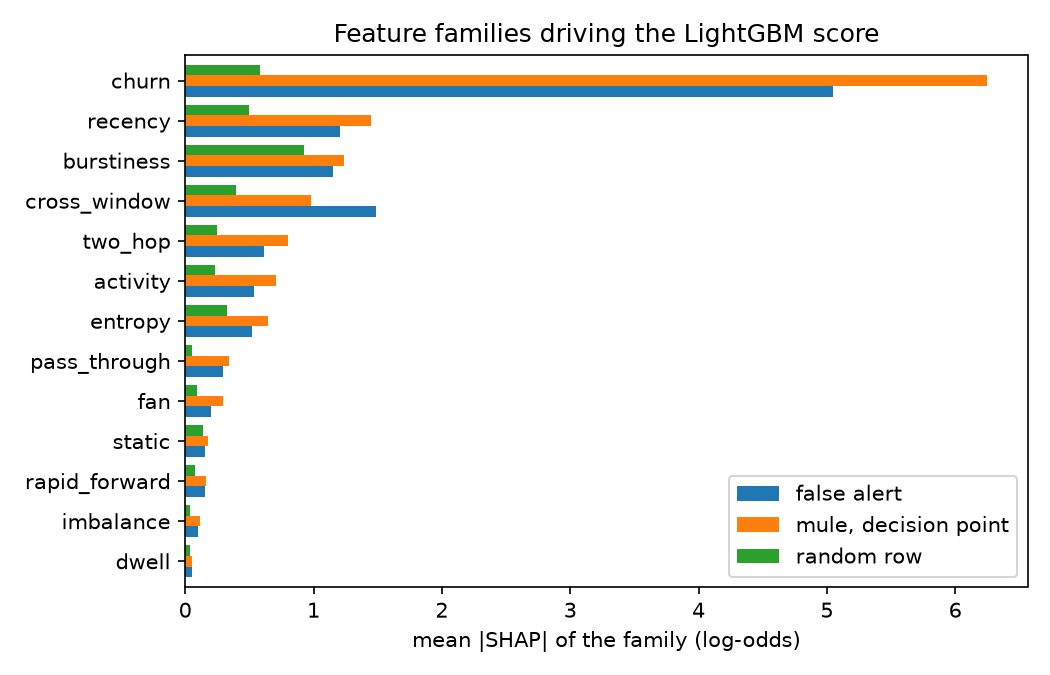 Feature families driving the LightGBM score
churn
recency
burstiness
cross_window
two_hop
activity
entropy
pass_through
fan
static
rapid_forward
imbalance
dwell
false alert
mule, decision point
random row
0 1 2 3 4 5 6
mean |SHAP| of the family (log-odds)